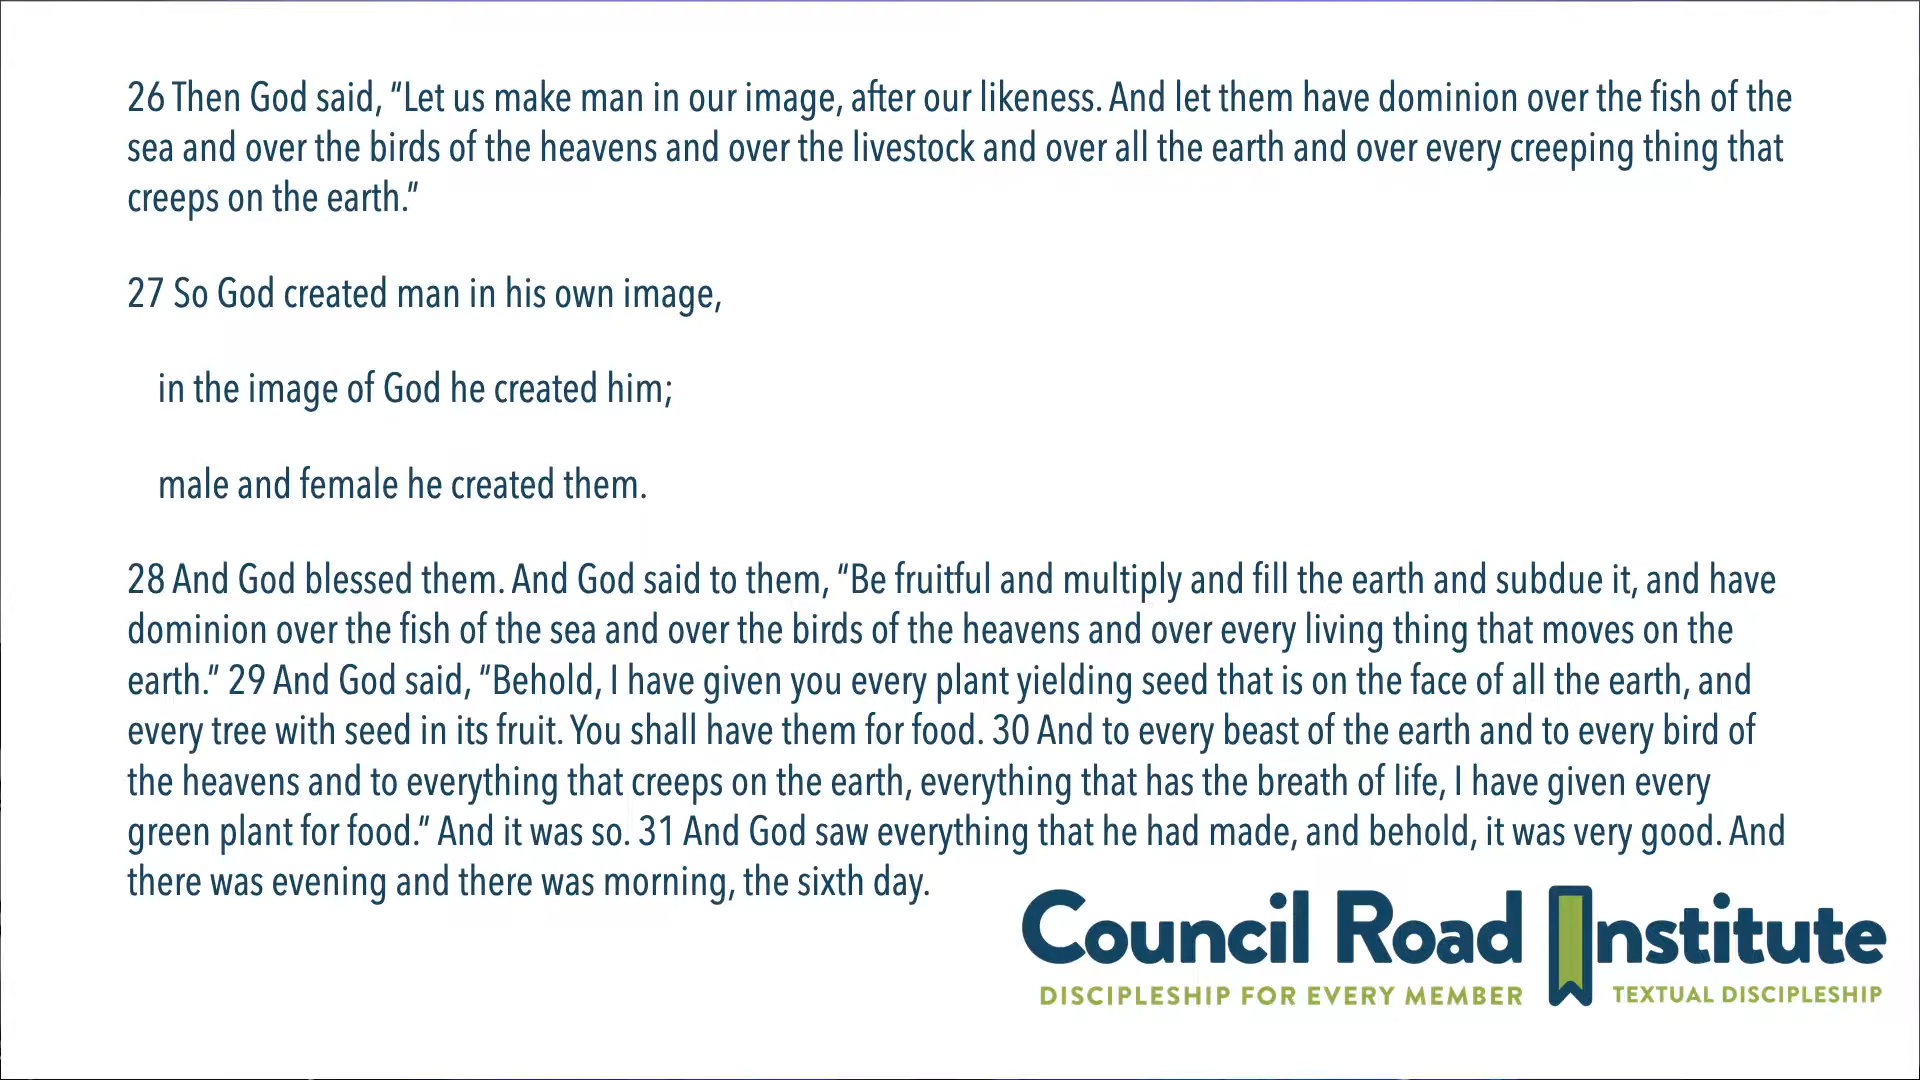 26 Then God said, “Let us make man in our image, after our likeness. And let them have dominion over the fish of the
sea and over the birds of the heavens and over the livestock and over all the earth and over every creeping thing that
creeps on the earth.”
27 So God created man in his own image,
in the image of God he created him;
male and female he created them.
28 And God blessed them. And God said to them, “Be fruitful and multiply and fill the earth and subdue it, and have
dominion over the fish of the sea and over the birds of the heavens and over every living thing that moves on the
earth.” 29 And God said, “Behold, I have given you every plant yielding seed that is on the face of all the earth, and
every tree with seed in its fruit. You shall have them for food. 30 And to every beast of the earth and to every bird of
the heavens and to everything that creeps on the earth, everything that has the breath of life, I have given every
green plant for food.” And it was so. 31 And God saw everything that he had made, and behold, it was very good. And
there was evening and there was morning, the sixth day.
Council Road Institute
DISCIPLESHIP FOR EVERY MEMBER TEXTUAL DISCIPLESHIP